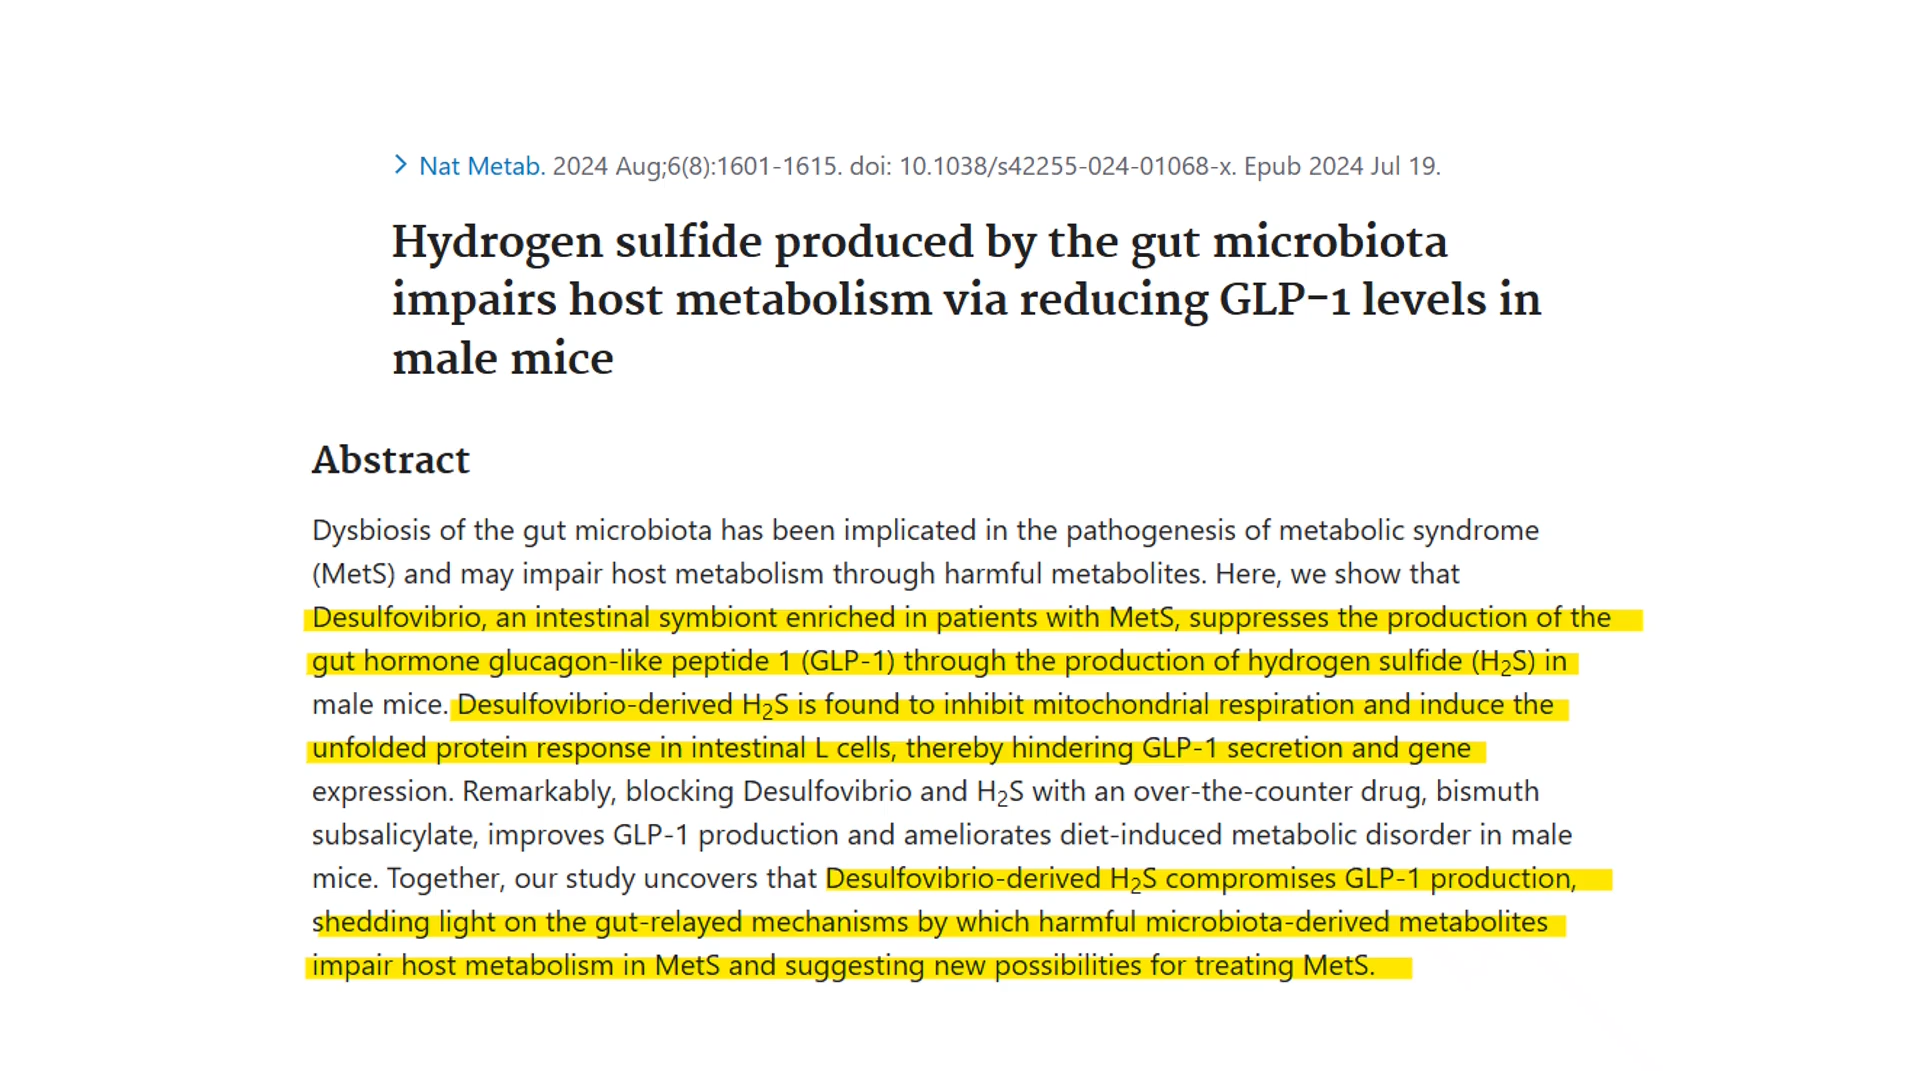 > Nat Metab. 2024 Aug;6(8):1601-1615. doi: 10.1038/s42255-024-01068-x. Epub 2024 Jul 19.
Hydrogen sulfide produced by the gut microbiota
impairs host metabolism via reducing GLP-1 levels in
male mice
Abstract
Dysbiosis of the gut microbiota has been implicated in the pathogenesis of metabolic syndrome
(MetS) and may impair host metabolism through harmful metabolites. Here, we show that
Desulfovibrio, an intestinal symbiont enriched in patients with MetS, suppresses the production of the
gut hormone glucagon-like peptide 1 (GLP-1) through the production of hydrogen sulfide (H₂S) in
male mice. Desulfovibrio-derived H₂S is found to inhibit mitochondrial respiration and induce the
unfolded protein response in intestinal L cells, thereby hindering GLP-1 secretion and gene
expression. Remarkably, blocking Desulfovibrio and H₂S with an over-the-counter drug, bismuth
subsalicylate, improves GLP-1 production and ameliorates diet-induced metabolic disorder in male
mice. Together, our study uncovers that Desulfovibrio-derived H₂S compromises GLP-1 production,
shedding light on the gut-relayed mechanisms by which harmful microbiota-derived metabolites
impair host metabolism in MetS and suggesting new possibilities for treating MetS.